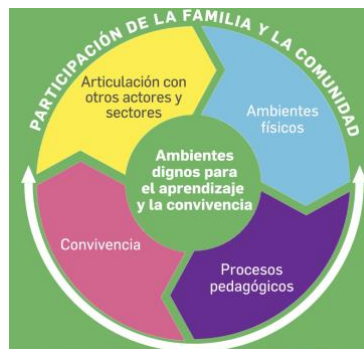 PARTICIPACIÓN DE LA FAMILIA Y LA COMUNIDAD
Articulación con
otros actores y
sectores
Ambientes
físicos
Ambientes
dignos para
el aprendizaje
y la convivencia
Convivencia
Procesos
pedagógicos